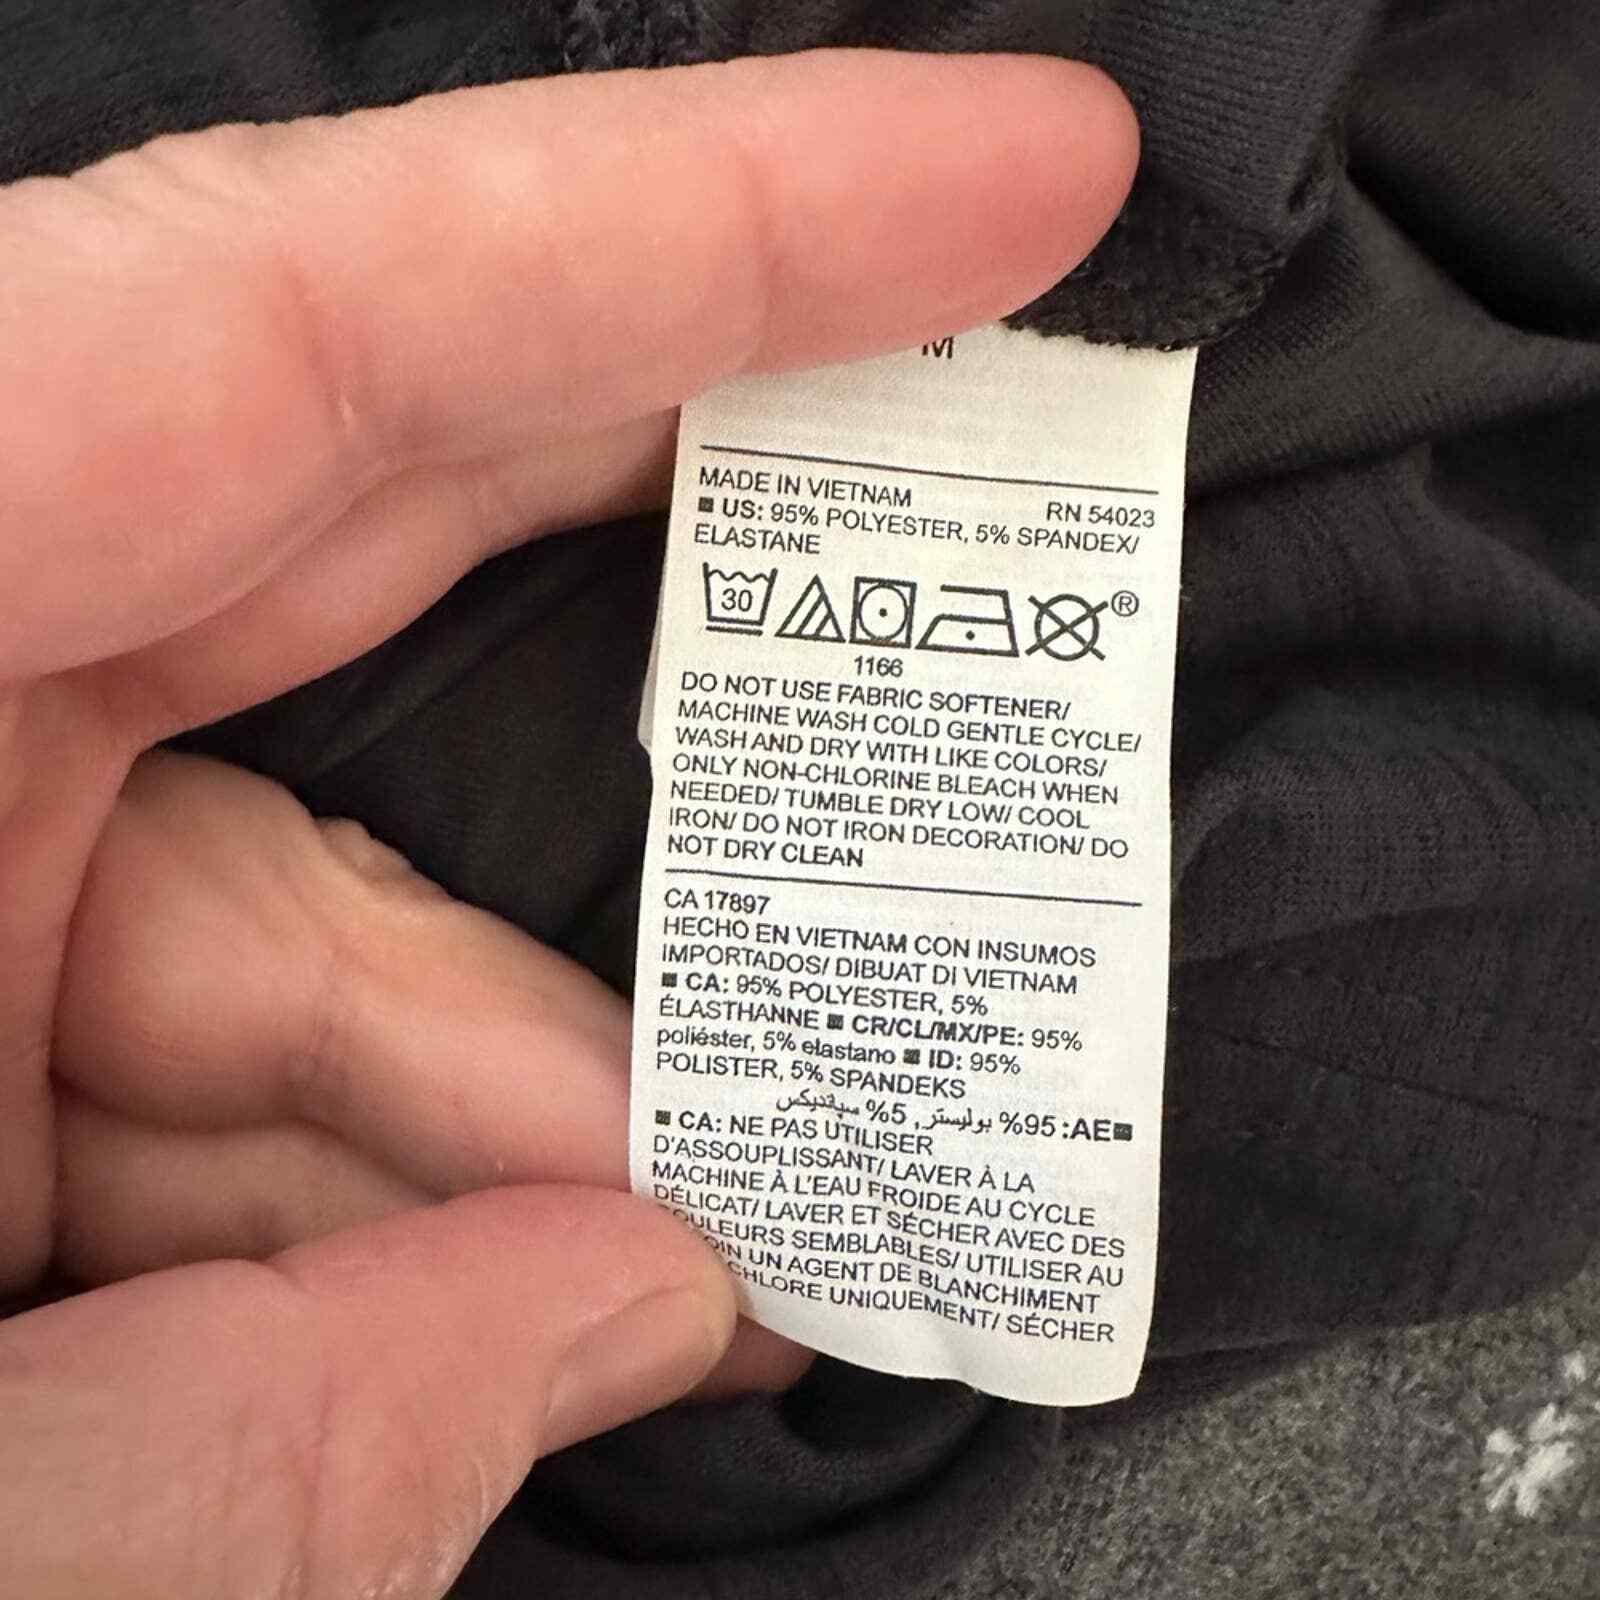 M
MADE IN VIETNAM RN 54023
US: 95% POLYESTER, 5% SPANDEX/
ELASTANE
30 ®
1166
DO NOT USE FABRIC SOFTENER/
MACHINE WASH COLD GENTLE CYCLE/
WASH AND DRY WITH LIKE COLORS/
ONLY NON-CHLORINE BLEACH WHEN
NEEDED/ TUMBLE DRY LOW/ COOL
IRON/ DO NOT IRON DECORATION/ DO
NOT DRY CLEAN
CA 17897
HECHO EN VIETNAM CON INSUMOS
IMPORTADOS/ DIBUAT DI VIETNAM
CA: 95% POLYESTER, 5%
ÉLASTHANNE ■ CR/CL/MX/PE: 95%
poliéster, 5% elastano ■ ID: 95%
POLISTER, 5% SPANDEKS
■AE: 95% بوليستر, 5% سباندیكس
■ CA: NE PAS UTILISER
D'ASSOUPLISSANT/ LAVER À LA
MACHINE À L'EAU FROIDE AU CYCLE
DÉLICAT/ LAVER ET SÉCHER AVEC DES
COULEURS SEMBLABLES/ UTILISER AU
UN AGENT DE BLANCHIMENT
CHLORE UNIQUEMENT/ SÉCHER